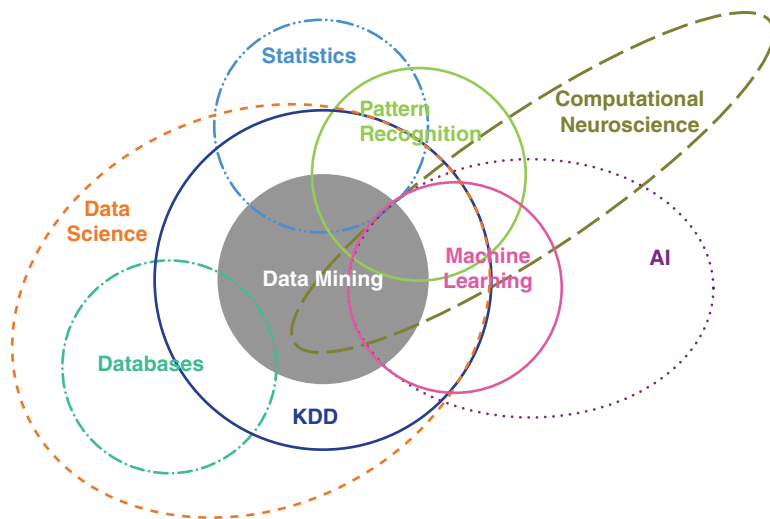 Statistics
Pattern
Recognition
Computational
Neuroscience
Data
Science
Machine
Learning
AI
Data Mining
Databases
KDD